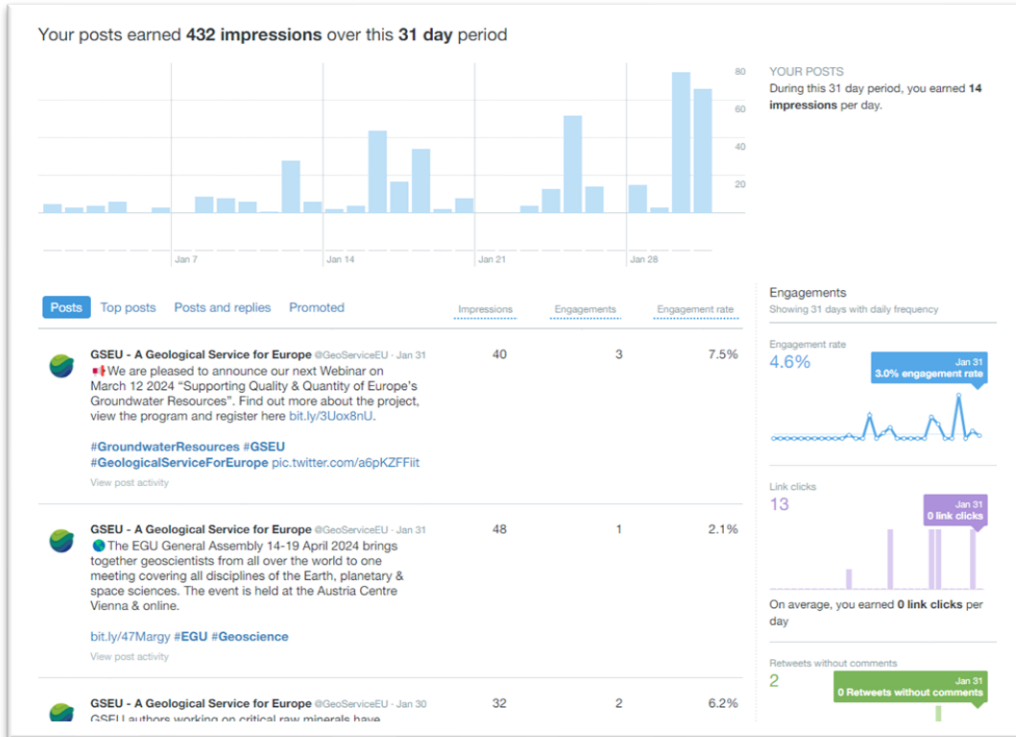 Your posts earned 432 impressions over this 31 day period
80
60
40
20
Jan 7
Jan 14
Jan 21
Jan 28
YOUR POSTS
During this 31 day period, you earned 14
impressions per day.
Posts
Top posts
Posts and replies
Promoted
Impressions
Engagements
Engagement rate
GSEU - A Geological Service for Europe @GeoServiceEU · Jan 31
We are pleased to announce our next Webinar on
March 12 2024 “Supporting Quality & Quantity of Europe’s
Groundwater Resources”. Find out more about the project,
view the program and register here bit.ly/3Uox8nU.
#GroundwaterResources #GSEU
#GeologicalServiceForEurope pic.twitter.com/a6pKZFFiit
View post activity
40
3
7.5%
GSEU - A Geological Service for Europe @GeoServiceEU · Jan 31
The EGU General Assembly 14-19 April 2024 brings
together geoscientists from all over the world to one
meeting covering all disciplines of the Earth, planetary &
space sciences. The event is held at the Austria Centre
Vienna & online.
bit.ly/47Margy #EGU #Geoscience
View post activity
48
1
2.1%
GSEU - A Geological Service for Europe @GeoServiceEU · Jan 30
GSEU authors working on critical raw minerals have
32
2
6.2%
Engagements
Showing 31 days with daily frequency
Engagement rate
4.6%
Jan 31
3.0% engagement rate
Link clicks
13
Jan 31
0 link clicks
On average, you earned 0 link clicks per
day
Retweets without comments
2
Jan 31
0 Retweets without comments